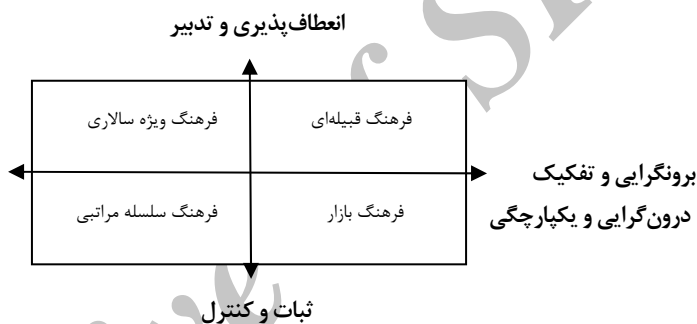 انعطاف‌پذیری و تدبیر
فرهنگ قبیله‌ای
فرهنگ ویژه سالاری
برونگرایی و تفکیک
درون‌گرایی و یکپارچگی
فرهنگ بازار
فرهنگ سلسله مراتبی
ثبات و کنترل